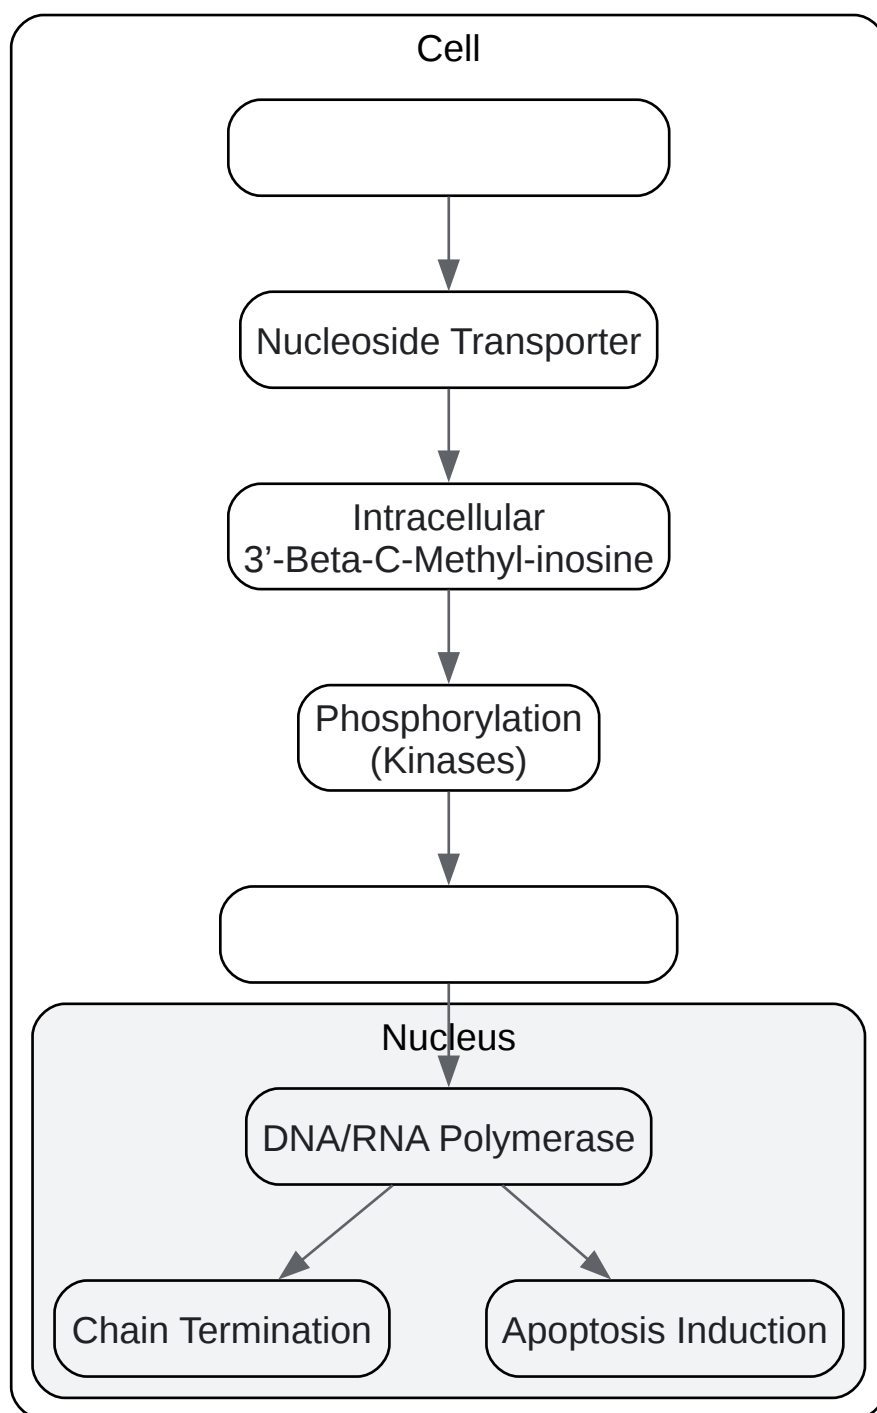 Cell
Nucleoside Transporter
Intracellular
3’-Beta-C-Methyl-inosine
Phosphorylation
(Kinases)
Nucleus
DNA/RNA Polymerase
Chain Termination
Apoptosis Induction